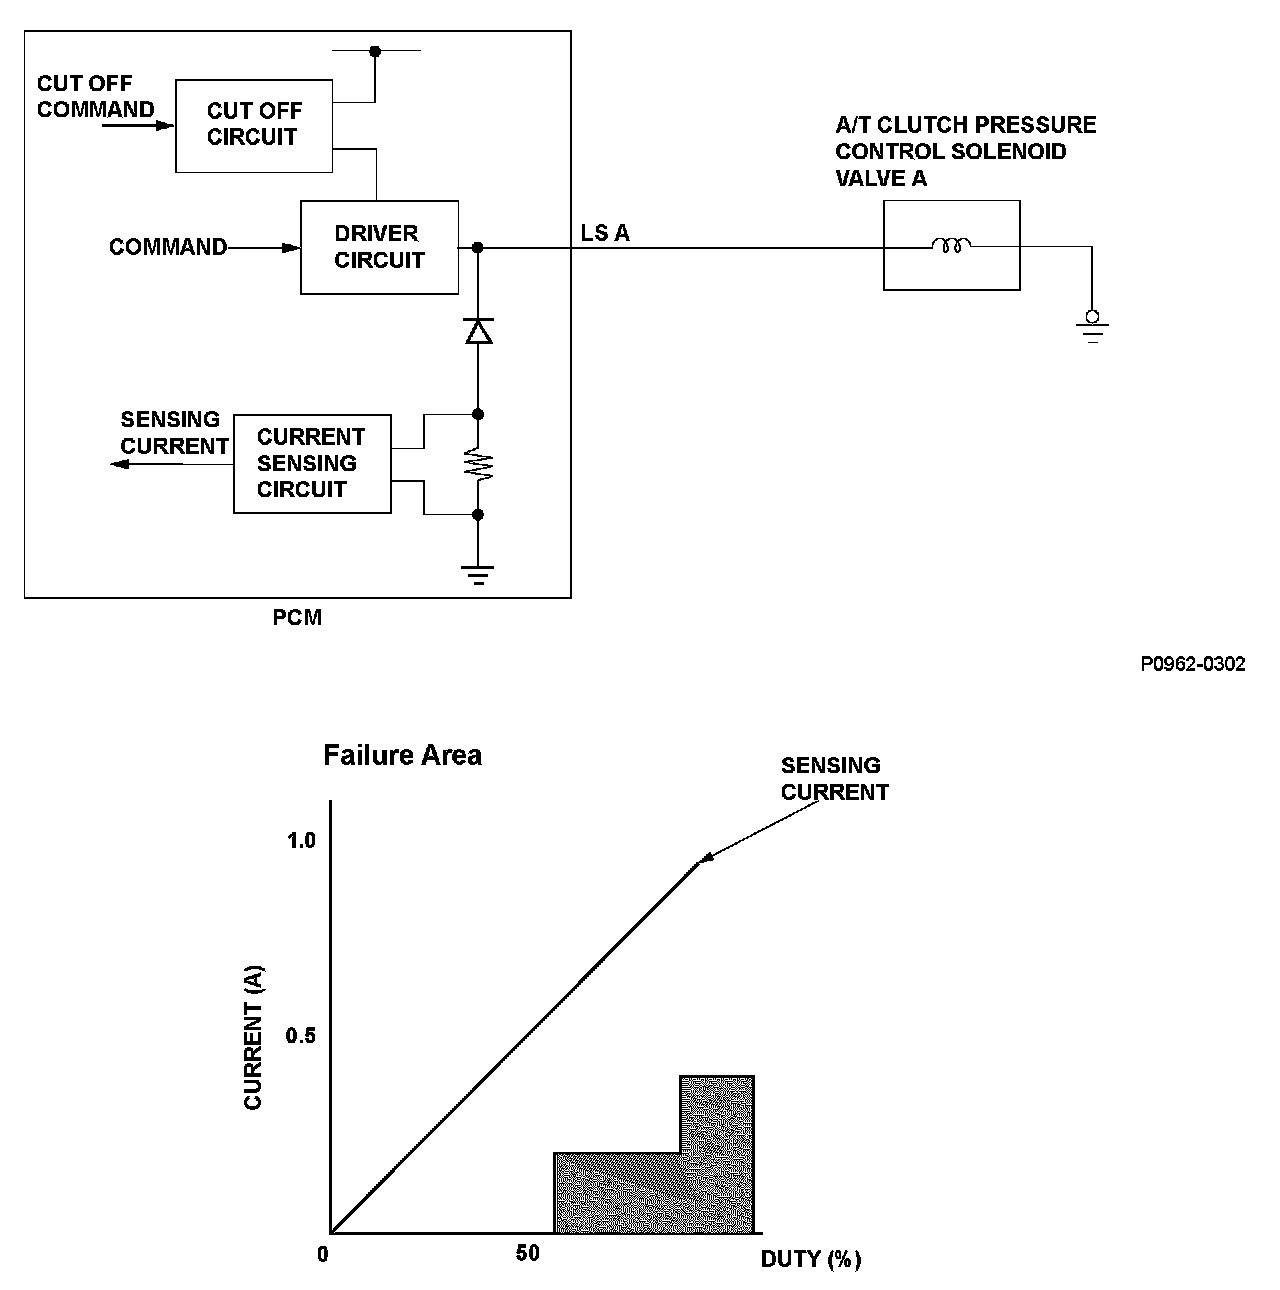 CUT OFF
COMMAND
CUT OFF
CIRCUIT
A/T CLUTCH PRESSURE
CONTROL SOLENOID
VALVE A
COMMAND
DRIVER
CIRCUIT
LS A
SENSING
CURRENT
CURRENT
SENSING
CIRCUIT
PCM
P0962-0302
Failure Area
SENSING
CURRENT
1.0
0.5
CURRENT (A)
0
50
DUTY (%)